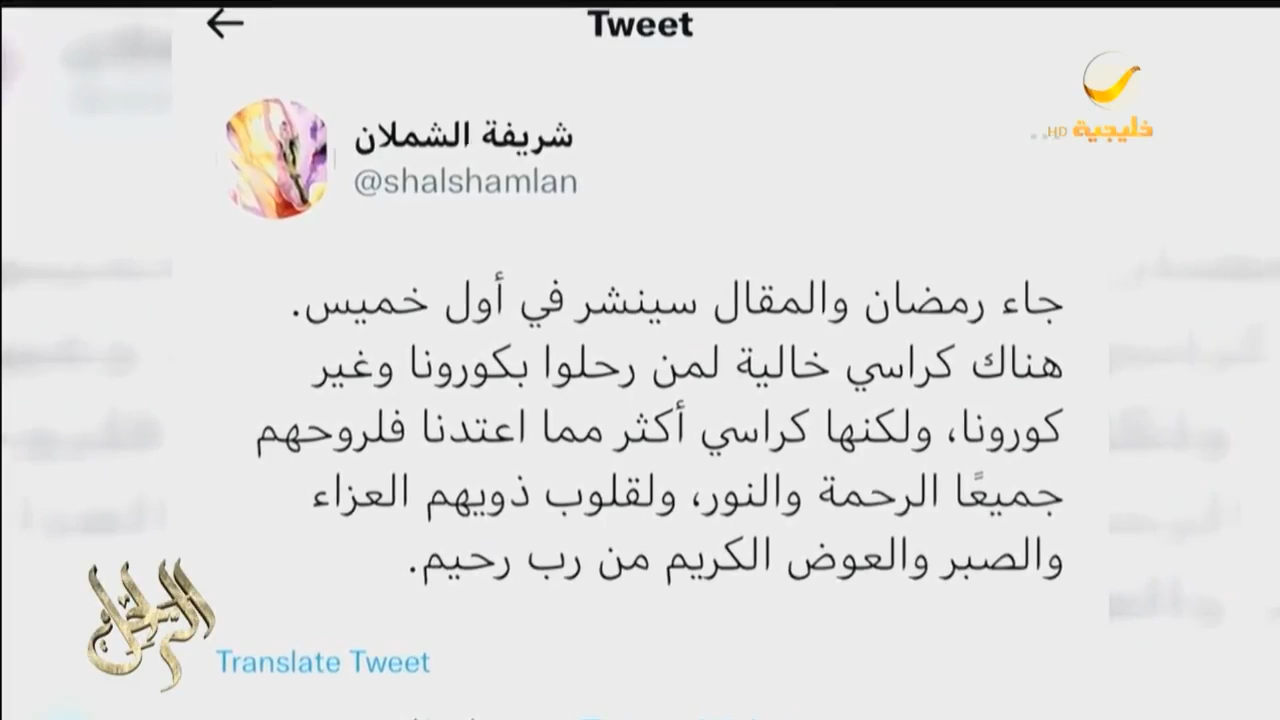 Tweet
خليجية HD
شريفة الشملان
@shalshamlan
جاء رمضان والمقال سينشر في أول خميس.
هناك كراسي خالية لمن رحلوا بكورونا وغير
كورونا، ولكنها كراسي أكثر مما اعتدنا فلروحهم
جميعًا الرحمة والنور، ولقلوب ذويهم العزاء
والصبر والعوض الكريم من رب رحيم.
Translate Tweet